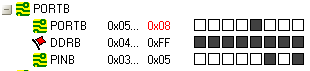 PORTB
PORTB 0x05... 0x08
DDRB 0x04... 0xFF
PINB 0x03... 0x05